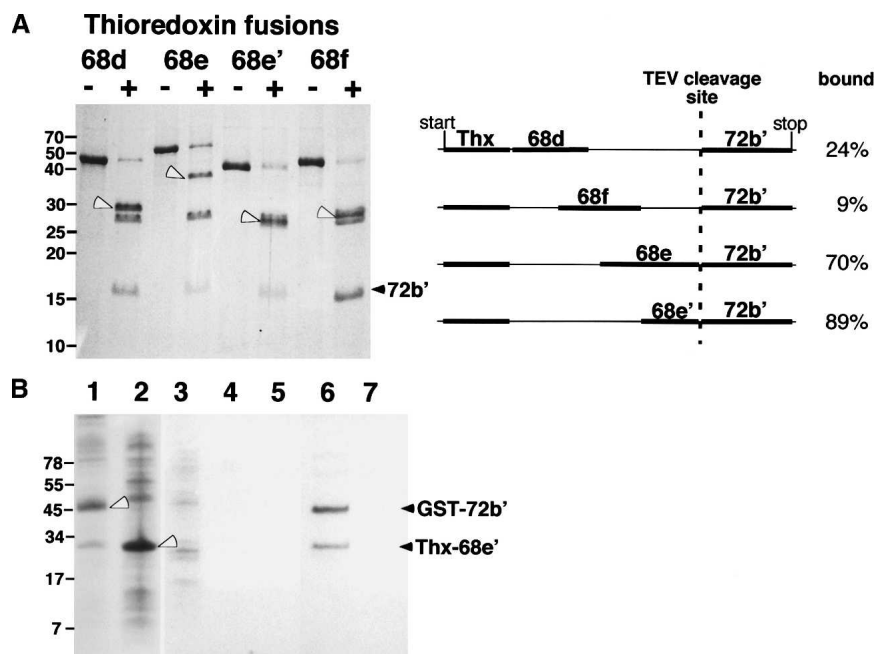 A
Thioredoxin fusions
68d 68e 68e' 68f
- + - + - + - +
70
50
40
30
25
20
15
10
72b'
TEV cleavage
site
bound
start
stop
Thx 68d 72b' 24%
68f 72b' 9%
68e 72b' 70%
68e' 72b' 89%
B
1 2 3 4 5 6 7
78
55
45
34
17
7
GST-72b'
Thx-68e'